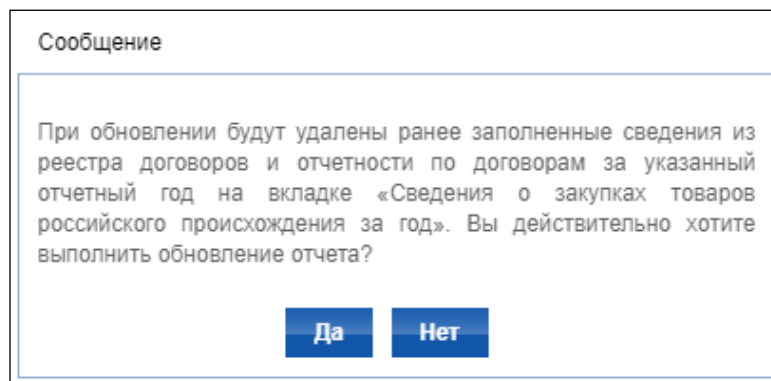 Сообщение
При обновлении будут удалены ранее заполненные сведения из
реестра договоров и отчетности по договорам за указанный
отчетный год на вкладке «Сведения о закупках товаров
российского происхождения за год». Вы действительно хотите
выполнить обновление отчета?
Да Нет